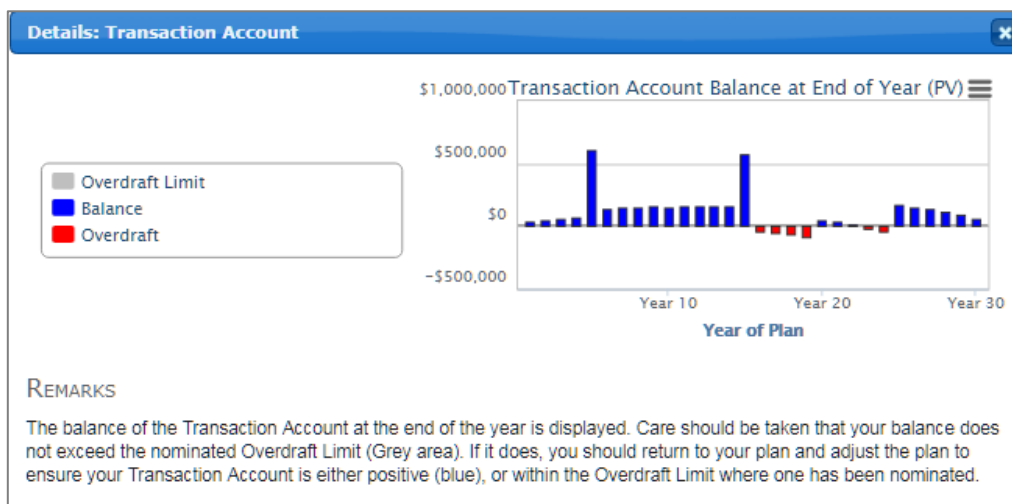 Details: Transaction Account
Transaction Account Balance at End of Year (PV)
$1,000,000
$500,000
$0
-$500,000
Overdraft Limit
Balance
Overdraft
Year 10
Year 20
Year 30
Year of Plan
REMARKS
The balance of the Transaction Account at the end of the year is displayed. Care should be taken that your balance does
not exceed the nominated Overdraft Limit (Grey area). If it does, you should return to your plan and adjust the plan to
ensure your Transaction Account is either positive (blue), or within the Overdraft Limit where one has been nominated.